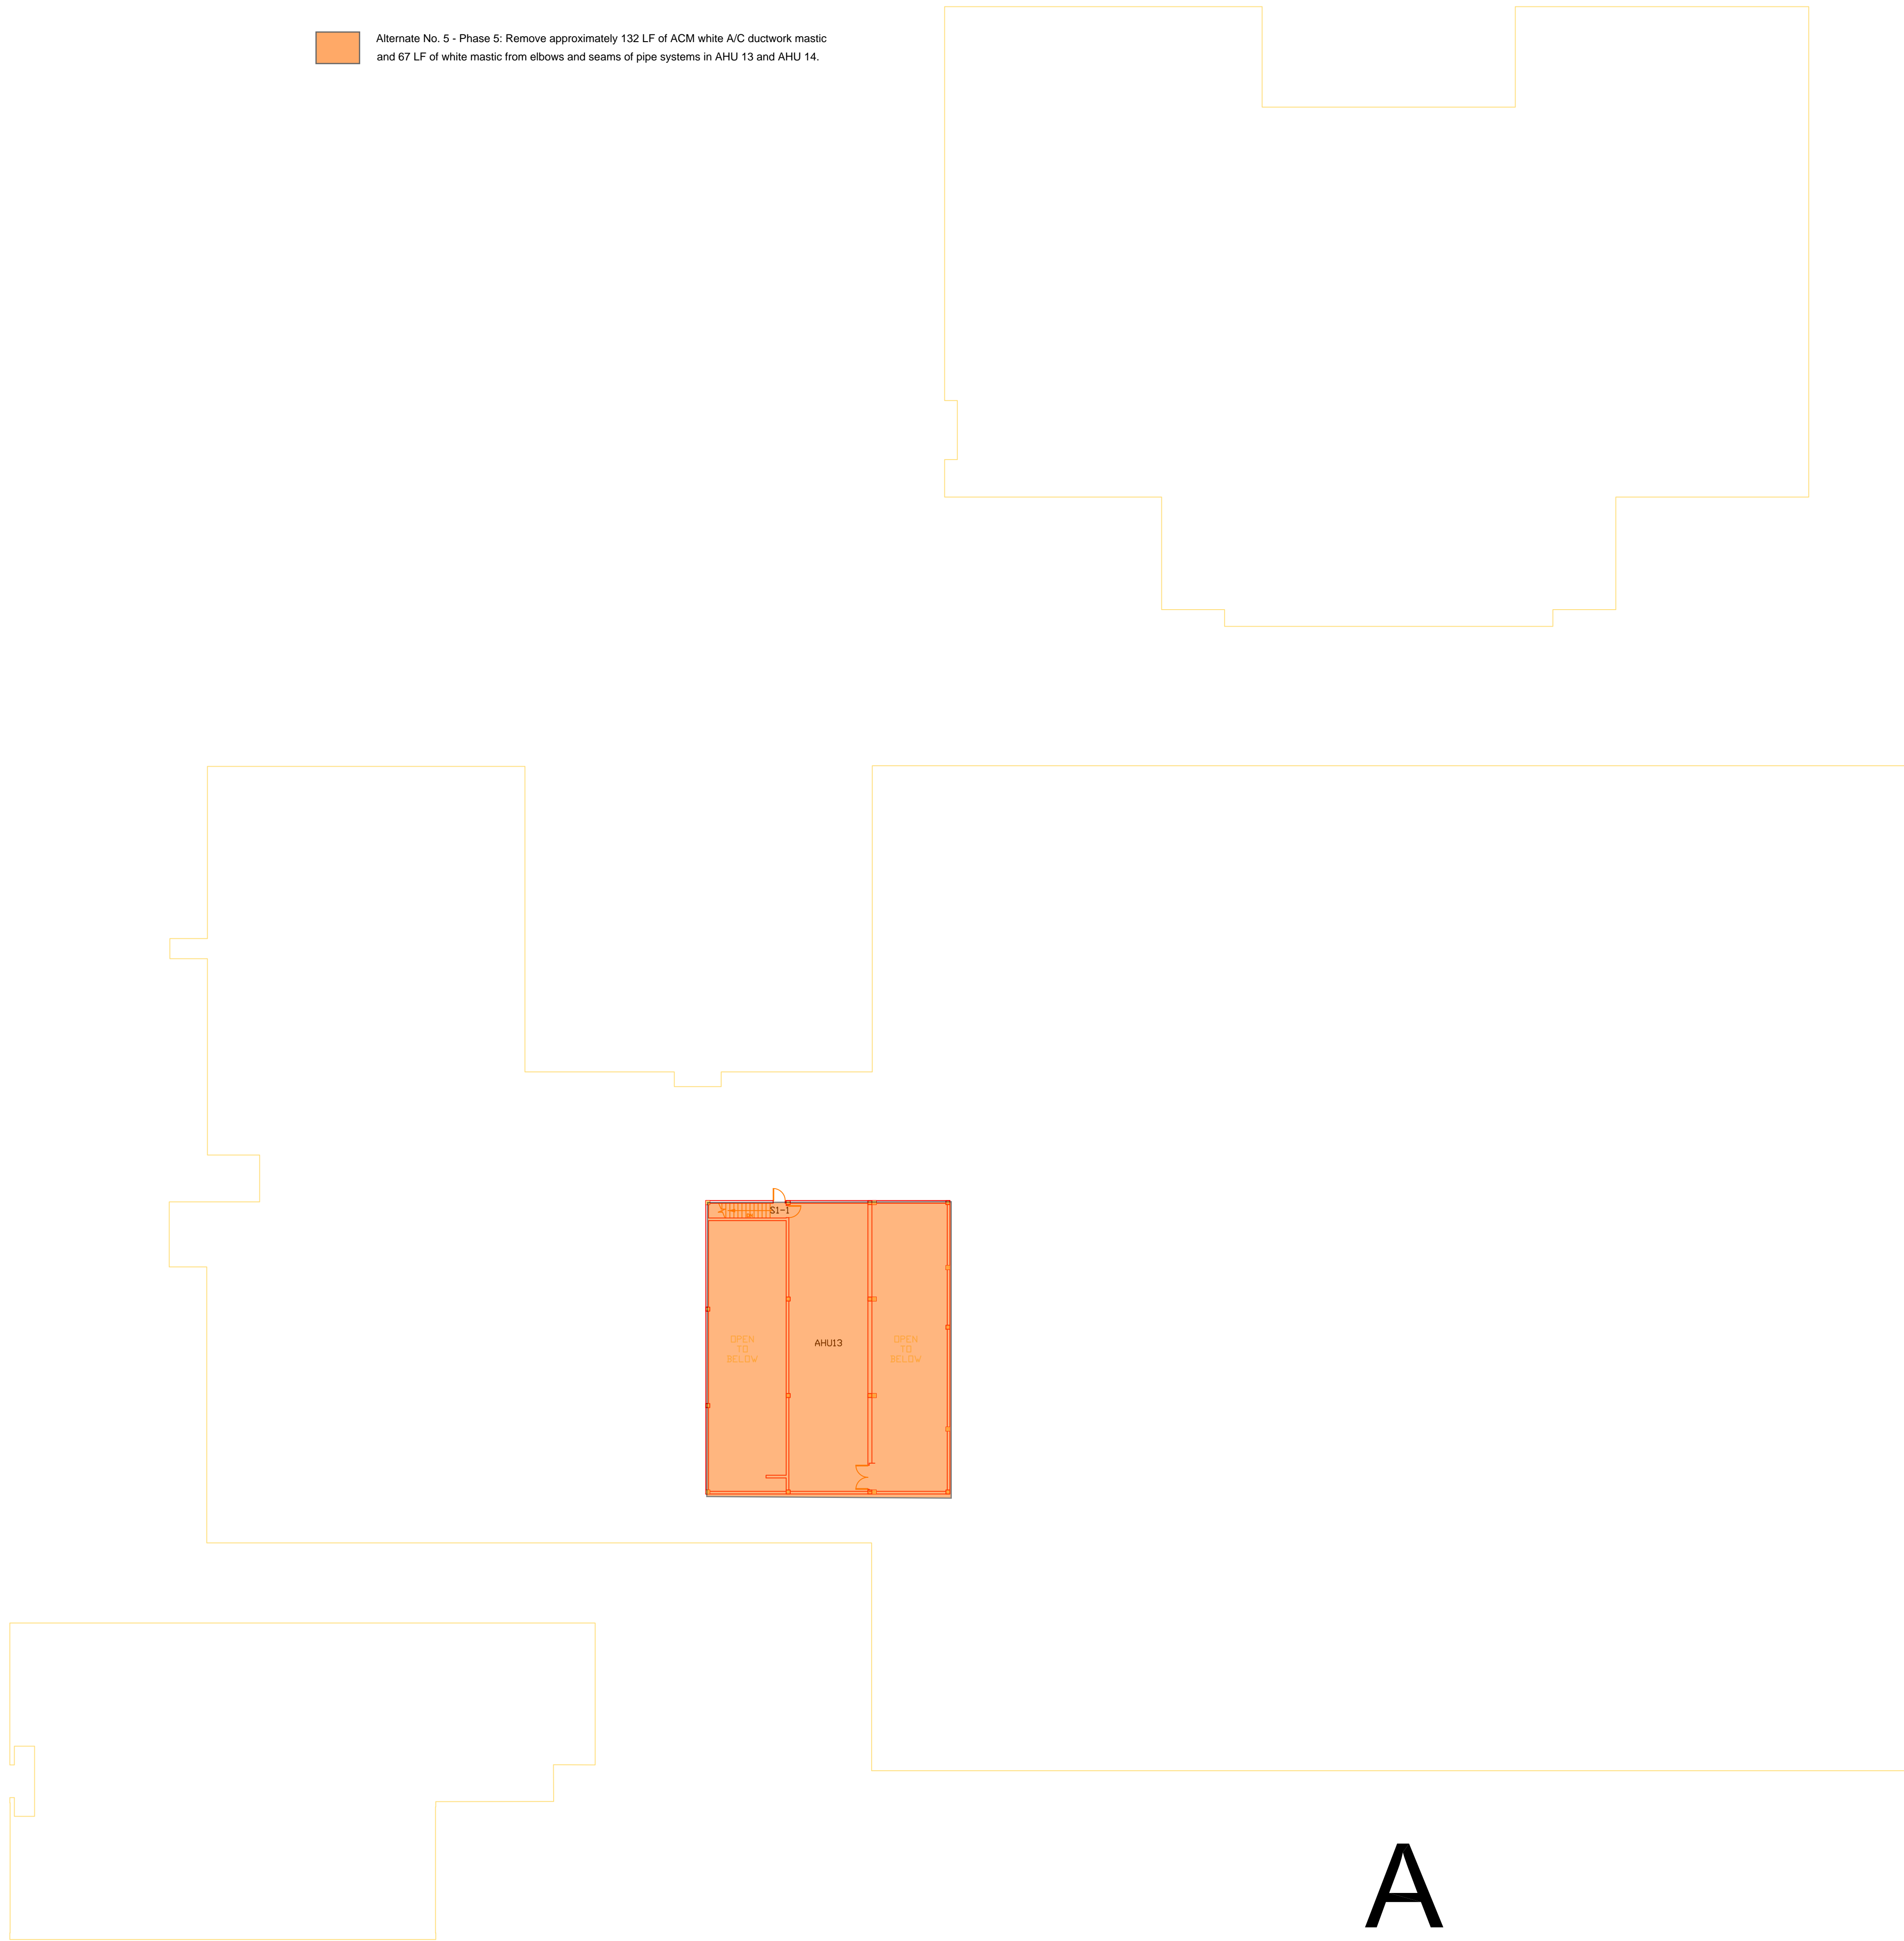 Alternate No. 5 - Phase 5: Remove approximately 132 LF of ACM white A/C ductwork mastic
and 67 LF of white mastic from elbows and seams of pipe systems in AHU 13 and AHU 14.
S1-1
OPEN
TO
BELOW
AHU13
OPEN
TO
BELOW
A